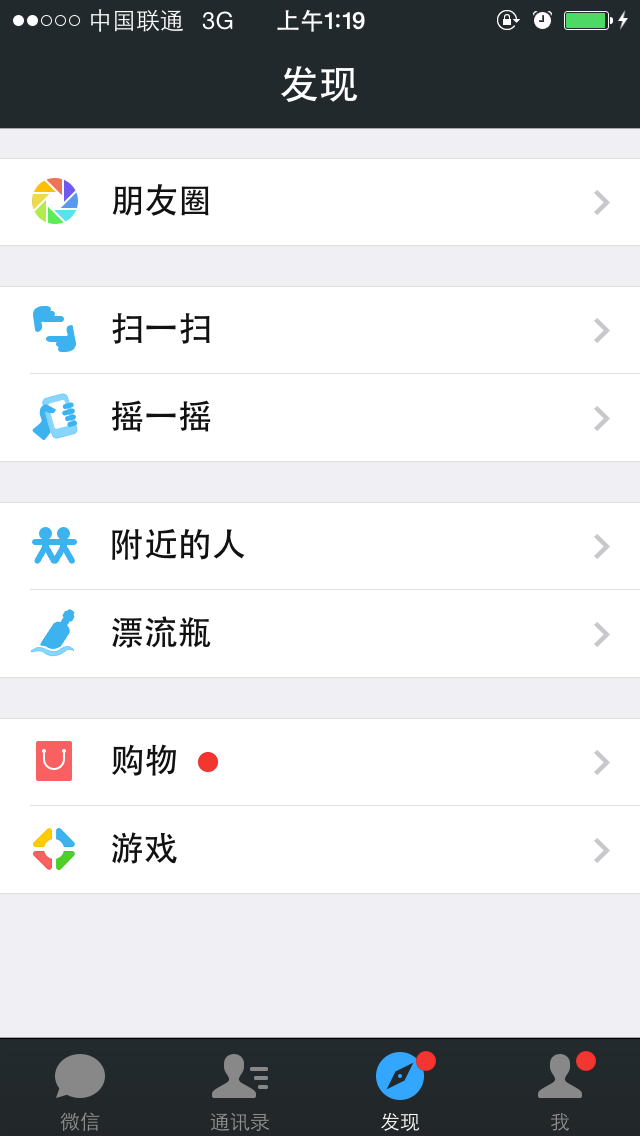 中国联通 3G 上午1:19
发现
朋友圈
扫一扫
摇一摇
附近的人
漂流瓶
购物
游戏
微信 通讯录 发现 我